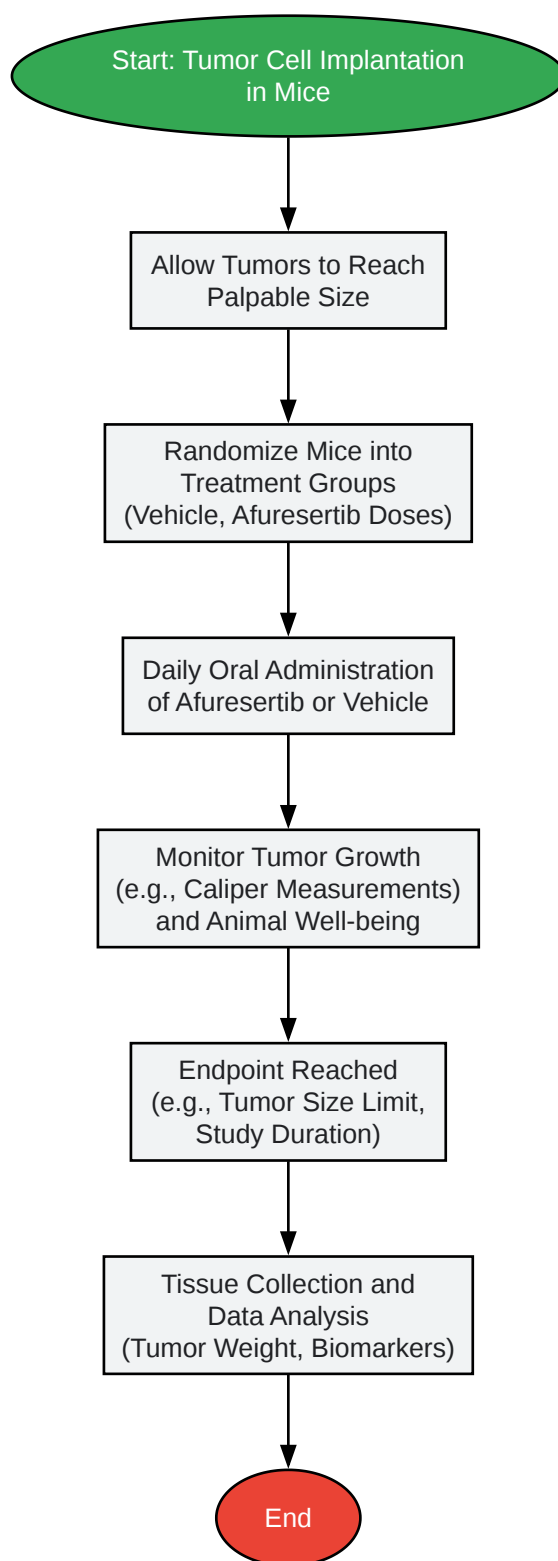 Start: Tumor Cell Implantation
in Mice
Allow Tumors to Reach
Palpable Size
Randomize Mice into
Treatment Groups
(Vehicle, Afuresertib Doses)
Daily Oral Administration
of Afuresertib or Vehicle
Monitor Tumor Growth
(e.g., Caliper Measurements)
and Animal Well-being
Endpoint Reached
(e.g., Tumor Size Limit,
Study Duration)
Tissue Collection and
Data Analysis
(Tumor Weight, Biomarkers)
End